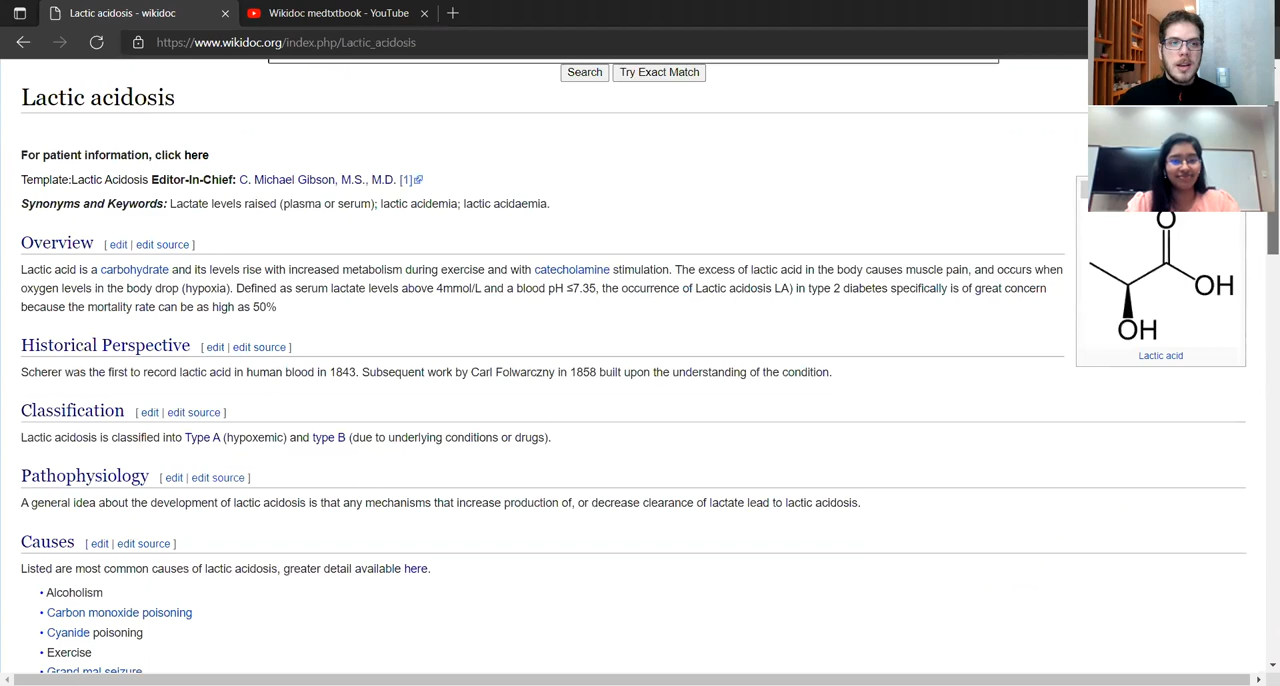 Lactic acidosis - wikidoc
Wikidoc medtxtbook - YouTube
https://www.wikidoc.org/index.php/Lactic_acidosis
Search Try Exact Match
Lactic acidosis
For patient information, click here
Template:Lactic Acidosis Editor-In-Chief: C. Michael Gibson, M.S., M.D. [1]
Synonyms and Keywords: Lactate levels raised (plasma or serum); lactic acidemia; lactic acidaemia.
Overview [ edit | edit source ]
Lactic acid is a carbohydrate and its levels rise with increased metabolism during exercise and with catecholamine stimulation. The excess of lactic acid in the body causes muscle pain, and occurs when
oxygen levels in the body drop (hypoxia). Defined as serum lactate levels above 4mmol/L and a blood pH ≤7.35, the occurrence of Lactic acidosis LA) in type 2 diabetes specifically is of great concern
because the mortality rate can be as high as 50%
O
OH
OH
Lactic acid
Historical Perspective [ edit | edit source ]
Scherer was the first to record lactic acid in human blood in 1843. Subsequent work by Carl Folwarczny in 1858 built upon the understanding of the condition.
Classification [ edit | edit source ]
Lactic acidosis is classified into Type A (hypoxemic) and type B (due to underlying conditions or drugs).
Pathophysiology [ edit | edit source ]
A general idea about the development of lactic acidosis is that any mechanisms that increase production of, or decrease clearance of lactate lead to lactic acidosis.
Causes [ edit | edit source ]
Listed are most common causes of lactic acidosis, greater detail available here.
• Alcoholism
• Carbon monoxide poisoning
• Cyanide poisoning
• Exercise
• Grand mal seizure